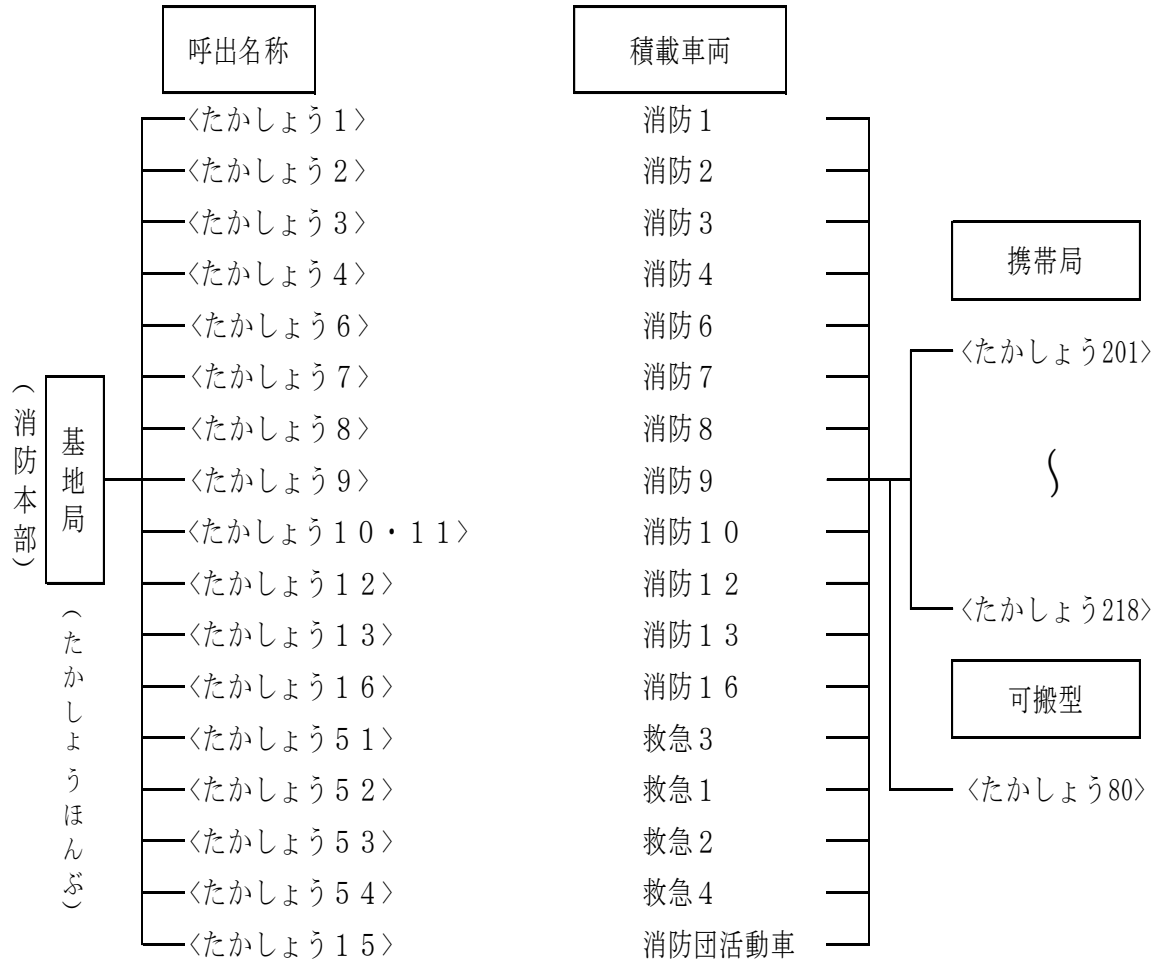 呼出名称 積載車両
〈たかしょう１〉 消防１
〈たかしょう２〉 消防２
〈たかしょう３〉 消防３
〈たかしょう４〉 消防４
〈たかしょう６〉 消防６
〈たかしょう７〉 消防７
〈たかしょう８〉 消防８
〈たかしょう９〉 消防９
〈たかしょう１０・１１〉 消防１０
〈たかしょう１２〉 消防１２
〈たかしょう１３〉 消防１３
〈たかしょう１６〉 消防１６
〈たかしょう５１〉 救急３
〈たかしょう５２〉 救急１
〈たかしょう５３〉 救急２
〈たかしょう５４〉 救急４
〈たかしょう１５〉 消防団活動車
基地局
（消防本部）
（たかしょうほんぶ）
携帯局
〈たかしょう201〉
〜
〈たかしょう218〉
可搬型
〈たかしょう80〉